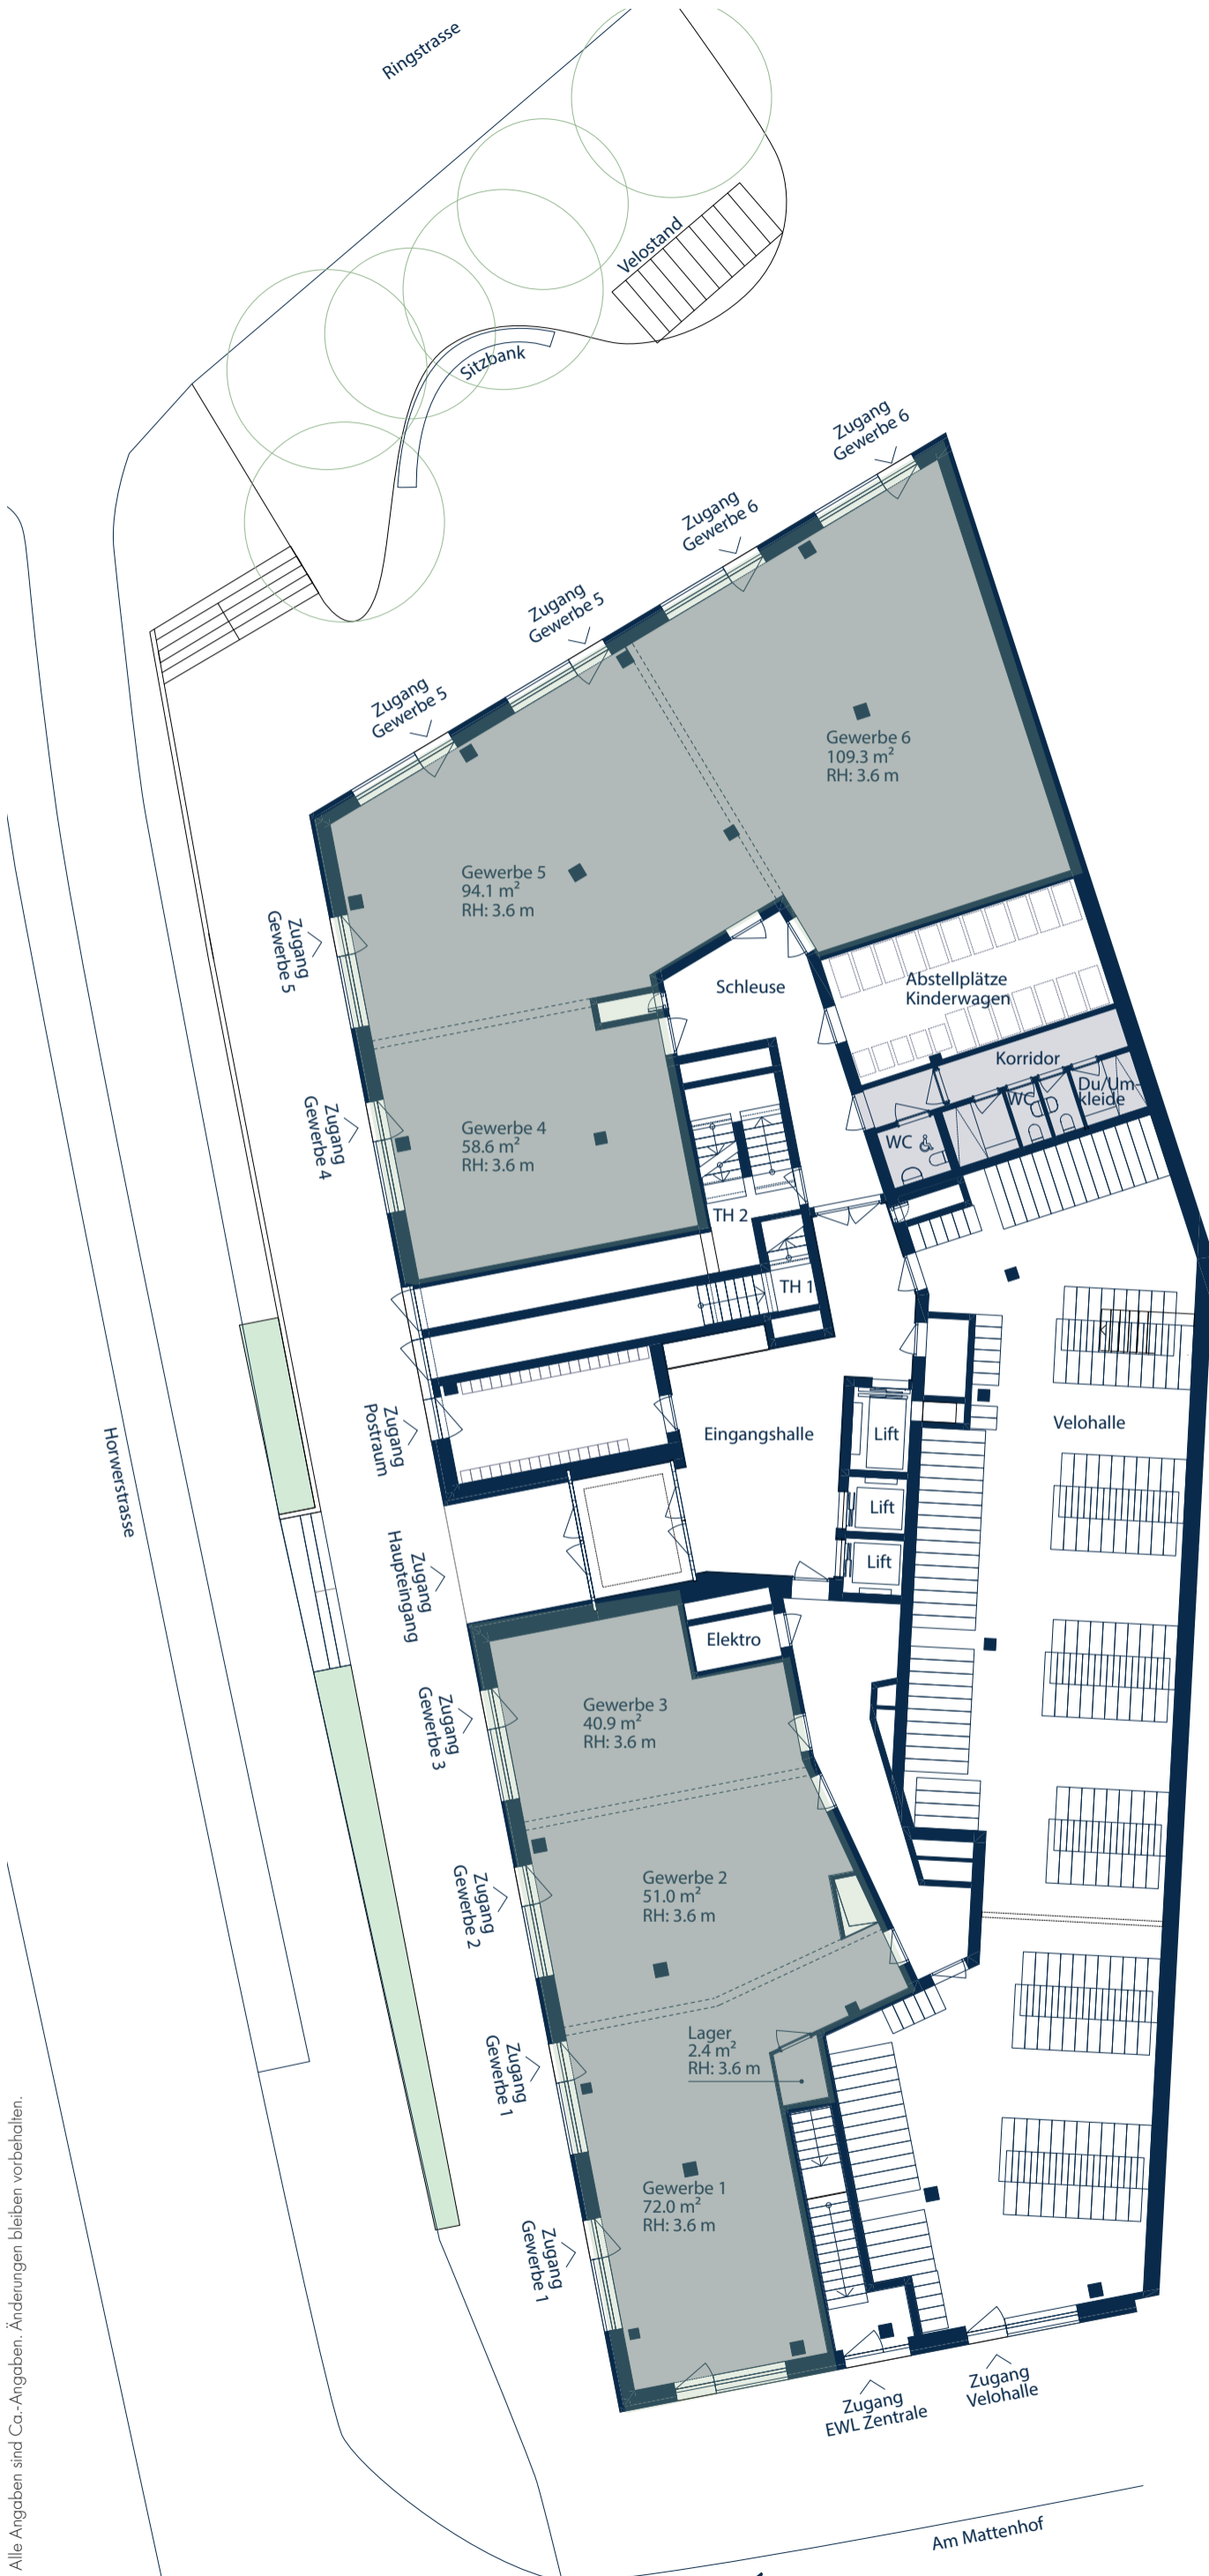 Ringstrasse
Velostand
Sitzbank
Zugang
Gewerbe 6
Zugang
Gewerbe 6
Zugang
Gewerbe 5
Zugang
Gewerbe 5
Gewerbe 6
109.3 m²
RH: 3.6 m
Gewerbe 5
94.1 m²
RH: 3.6 m
Zugang
Gewerbe 5
Schleuse
Abstellplätze
Kinderwagen
Korridor
WC
Du/Um-
kleide
WC
Zugang
Gewerbe 4
Gewerbe 4
58.6 m²
RH: 3.6 m
TH 2
TH 1
Zugang
Postraum
Eingangshalle
Lift
Lift
Lift
Velohalle
Horwerstrasse
Zugang
Haupteingang
Elektro
Zugang
Gewerbe 3
Gewerbe 3
40.9 m²
RH: 3.6 m
Zugang
Gewerbe 2
Gewerbe 2
51.0 m²
RH: 3.6 m
Zugang
Gewerbe 1
Lager
2.4 m²
RH: 3.6 m
Zugang
Gewerbe 1
Gewerbe 1
72.0 m²
RH: 3.6 m
Zugang
EWL Zentrale
Zugang
Velohalle
Am Mattenhof
Alle Angaben sind Ca.-Angaben. Änderungen bleiben vorbehalten.